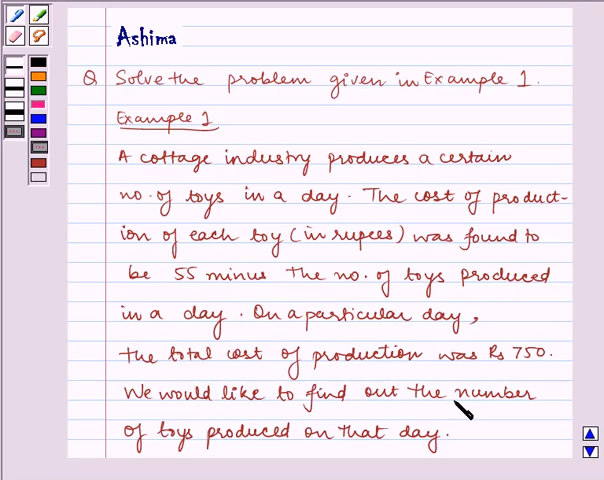 Ashima
Q Solve the problem given in Example 1.
Example 1
A cottage industry produces a certain
no. of toys in a day. The cost of product-
ion of each toy (in rupees) was found to
be 55 minus the no. of toys produced
in a day. On a particular day,
the total cost of production was Rs 750.
We would like to find out the number
of toys produced on that day.